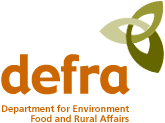 defra
Department for Environment
Food and Rural Affairs